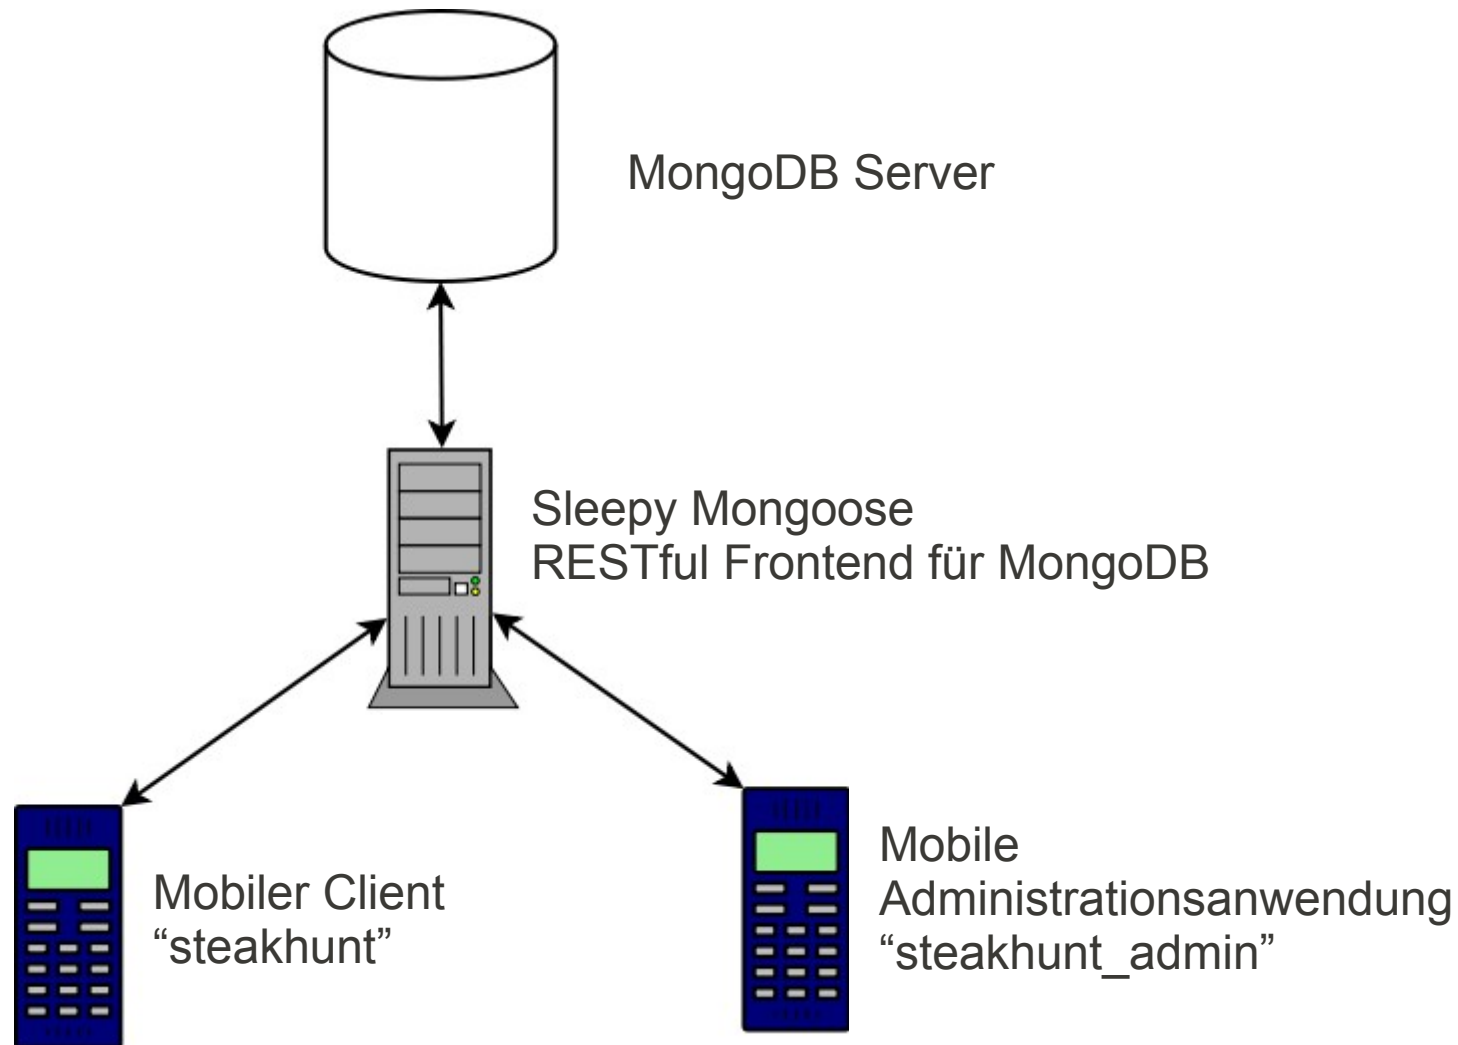 MongoDB Server
Sleepy Mongoose
RESTful Frontend für MongoDB
Mobiler Client
“steakhunt”
Mobile
Administrationsanwendung
“steakhunt_admin”